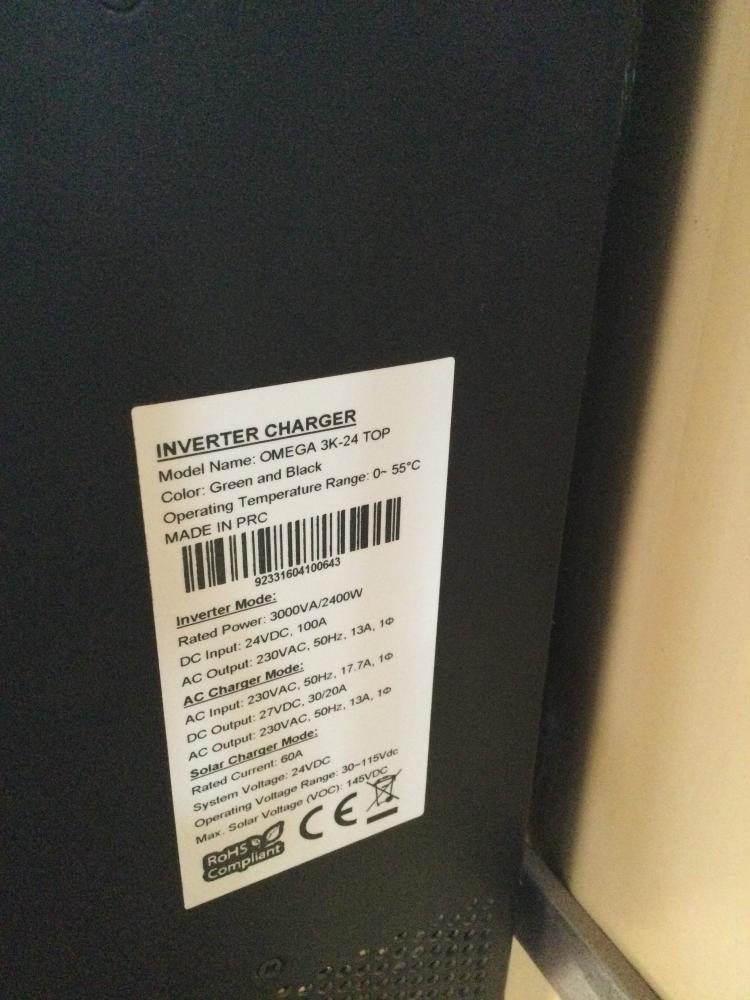 INVERTER CHARGER
Model Name: OMEGA 3K-24 TOP
Color: Green and Black
Operating Temperature Range: 0~ 55°C
MADE IN PRC
92331604100643
Inverter Mode:
Rated Power: 3000VA/2400W
DC Input: 24VDC, 100A
AC Output: 230VAC, 50Hz, 13A, 1Φ
AC Charger Mode:
AC Input: 230VAC, 50Hz, 17.7A, 1Φ
DC Output: 27VDC, 30/20A
AC Output: 230VAC, 50Hz, 13A, 1Φ
Solar Charger Mode:
Rated Current: 60A
System Voltage: 24VDC
Operating Voltage Range: 30~115Vdc
Max. Solar Voltage (VOC): 145VDC
RoHS
Compliant
CE